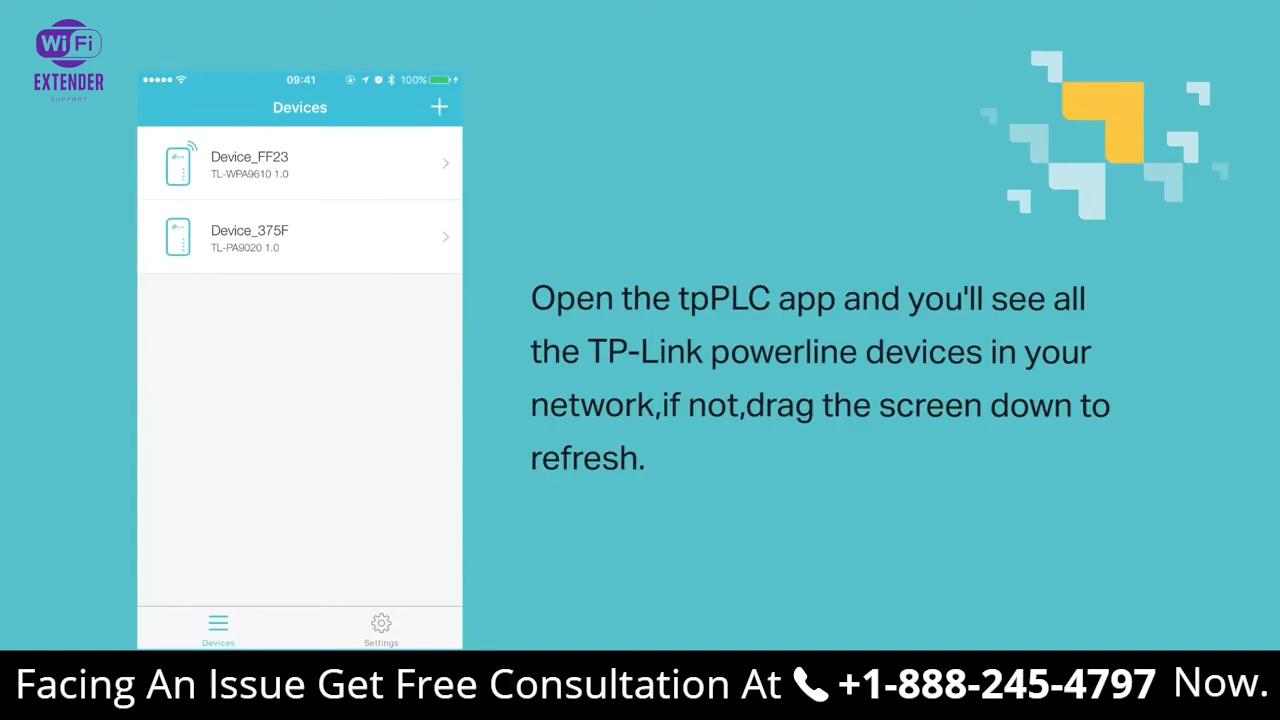 WiFi
EXTENDER
SUPPORT
09:41
100%
Devices
Device_FF23
TL-WPA9610 1.0
Device_375F
TL-PA9020 1.0
Open the tpPLC app and you'll see all
the TP-Link powerline devices in your
network,if not,drag the screen down to
refresh.
Devices
Settings
Facing An Issue Get Free Consultation At +1-888-245-4797 Now.